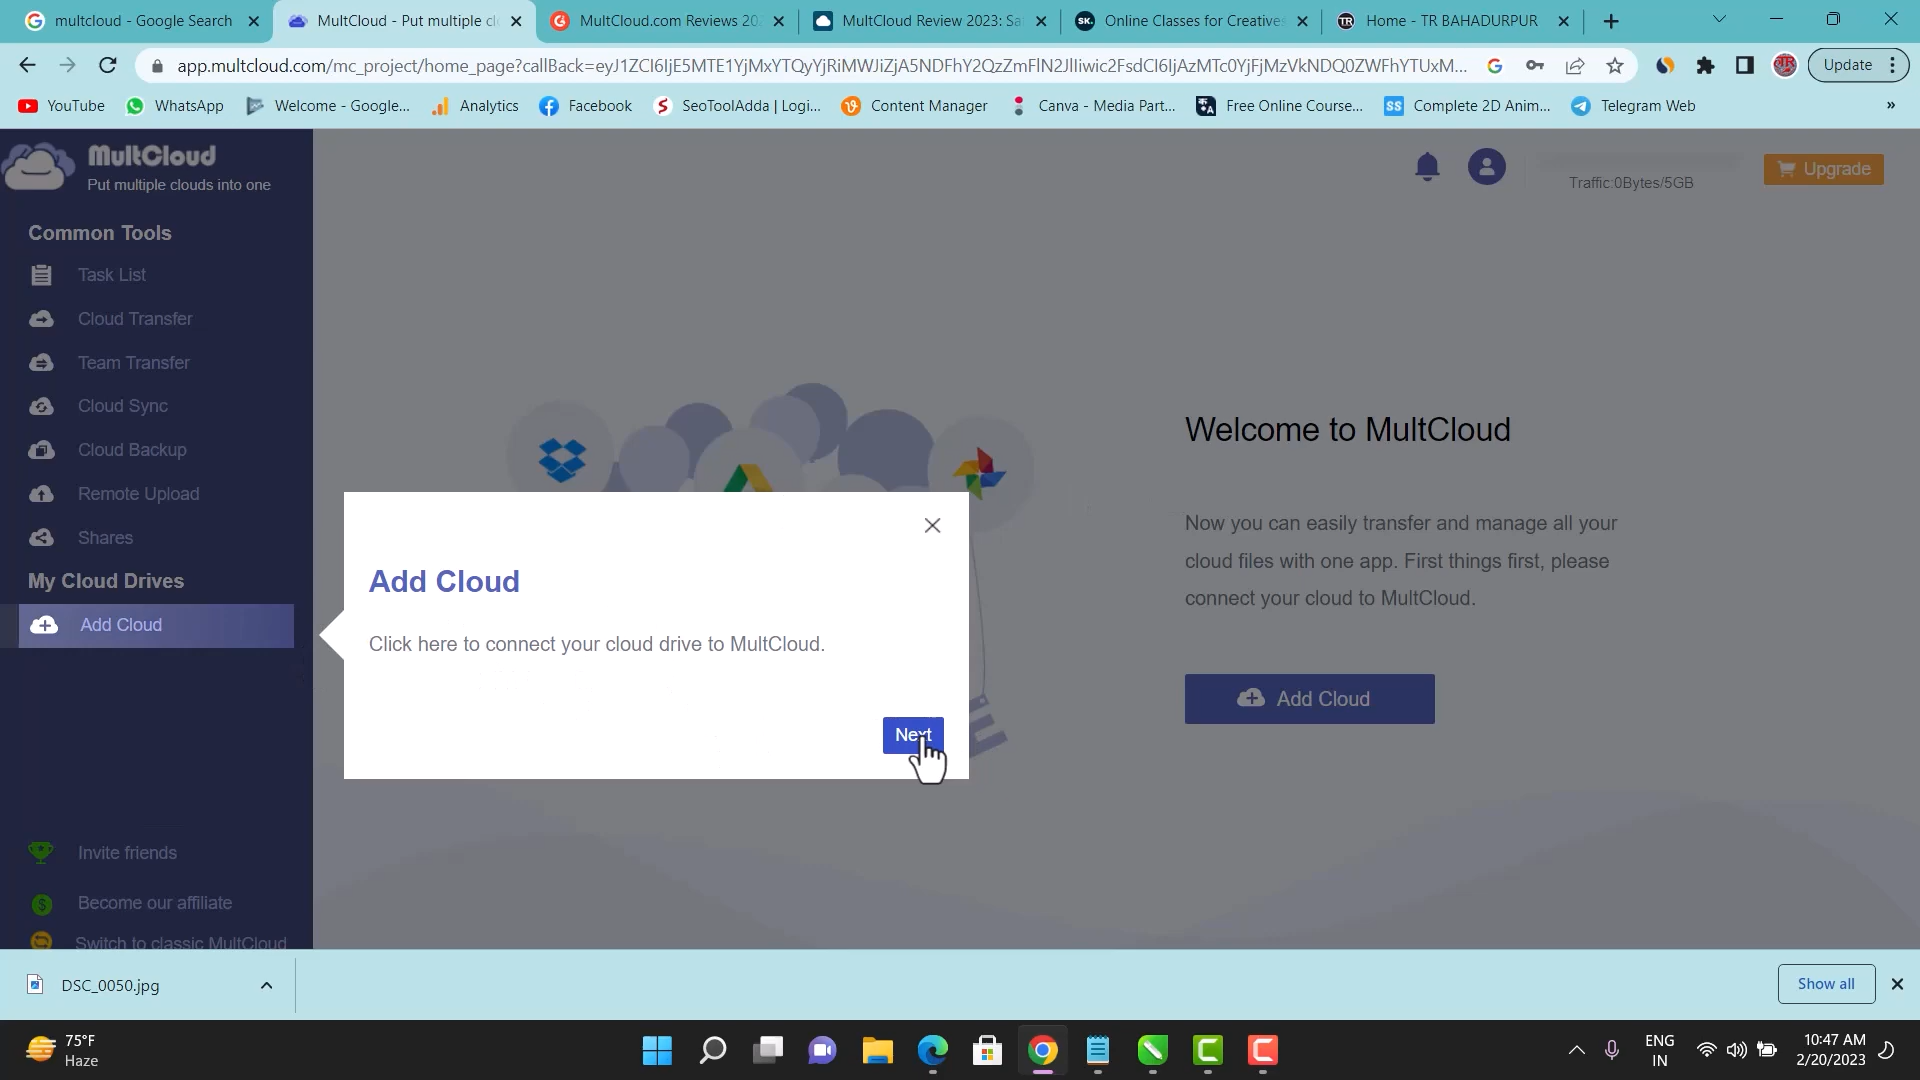 multcloud - Google Search
MultCloud - Put multiple cl
MultCloud.com Reviews 202
MultCloud Review 2023: Sa
Online Classes for Creatives
Home - TR BAHADURPUR
app.multcloud.com/mc_project/home_page?callBack=
Update
YouTube
WhatsApp
Welcome - Google...
Analytics
Facebook
SeoToolAdda | Logi...
Content Manager
Canva - Media Part...
Free Online Course...
Complete 2D Anim...
Telegram Web
»
MultCloud
Put multiple clouds into one
Traffic:0Bytes/5GB
Upgrade
Common Tools
Task List
Cloud Transfer
Team Transfer
Cloud Sync
Cloud Backup
Remote Upload
Shares
My Cloud Drives
Add Cloud
Invite friends
Become our affiliate
Switch to classic MultCloud
Add Cloud
Click here to connect your cloud drive to MultCloud.
Next
Welcome to MultCloud
Now you can easily transfer and manage all your
cloud files with one app. First things first, please
connect your cloud to MultCloud.
Add Cloud
DSC_0050.jpg
Show all
75°F
Haze
ENG
IN
10:47 AM
2/20/2023